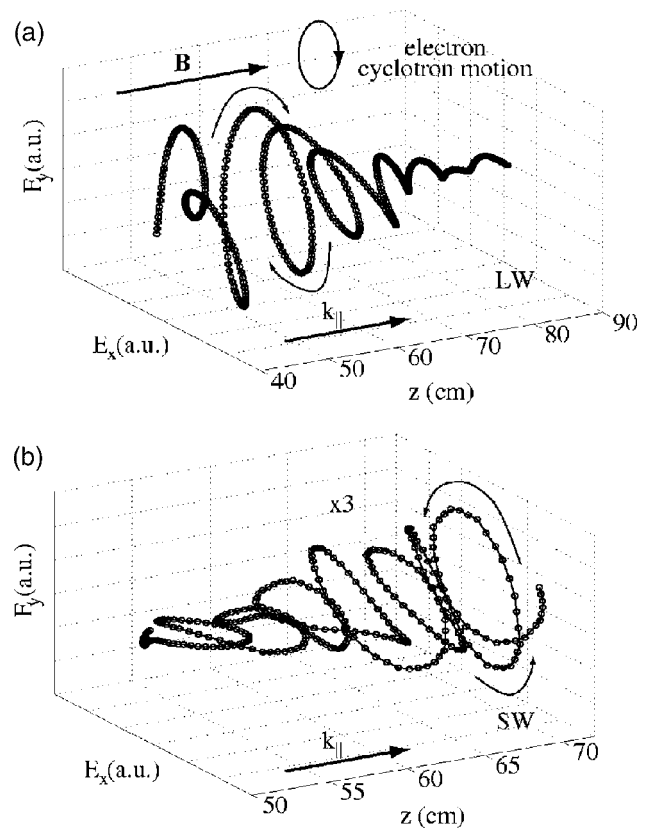 (a)
B
electron
cyclotron motion
Ey(a.u.)
Ex(a.u.)
k||
LW
40 50 60 70 80 90
z (cm)
(b)
x3
Ey(a.u.)
Ex(a.u.)
k||
SW
50 55 60 65 70
z (cm)